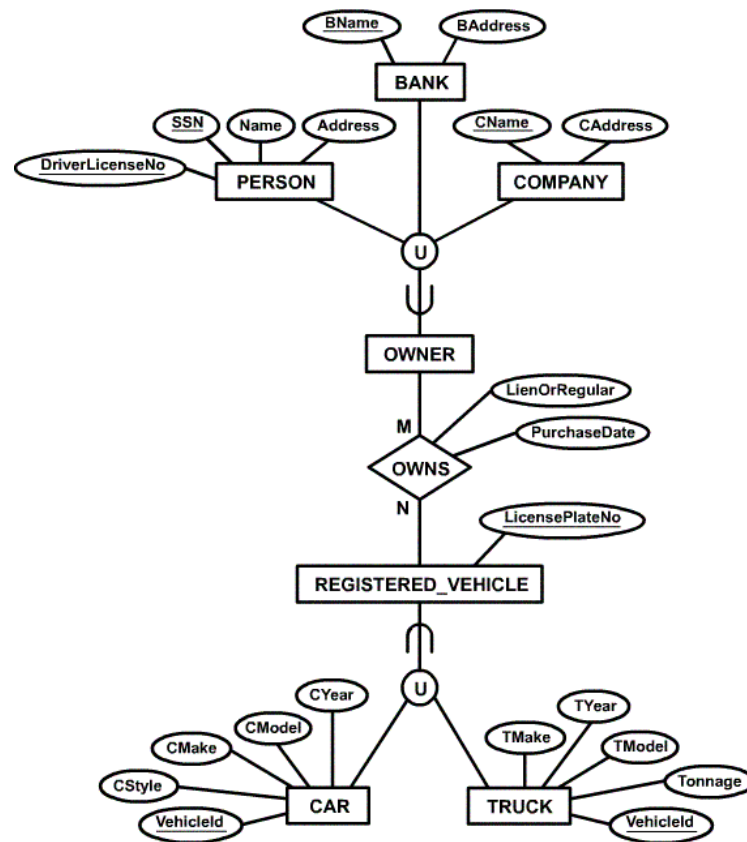 BName
BAddress
BANK
SSN
Name
Address
CName
CAddress
DriverLicenseNo
PERSON
COMPANY
U
OWNER
LienOrRegular
M
PurchaseDate
OWNS
N
LicensePlateNo
REGISTERED_VEHICLE
U
CYear
TYear
CModel
TMake
CMake
TModel
CStyle
Tonnage
CAR
TRUCK
VehicleId
VehicleId